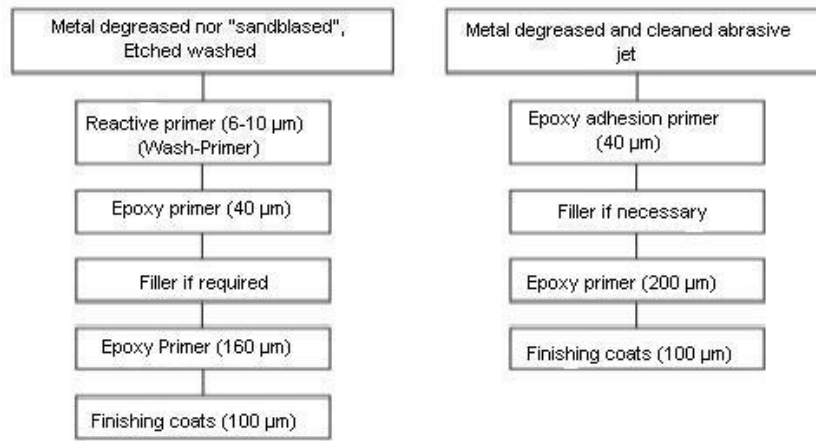 Metal degreased nor "sandblased",
Etched washed
Reactive primer (6-10 µm)
(Wash-Primer)
Epoxy primer (40 µm)
Filler if required
Epoxy Primer (160 µm)
Finishing coats (100 µm)
Metal degreased and cleaned abrasive
jet
Epoxy adhesion primer
(40 µm)
Filler if necessary
Epoxy primer (200 µm)
Finishing coats (100 µm)